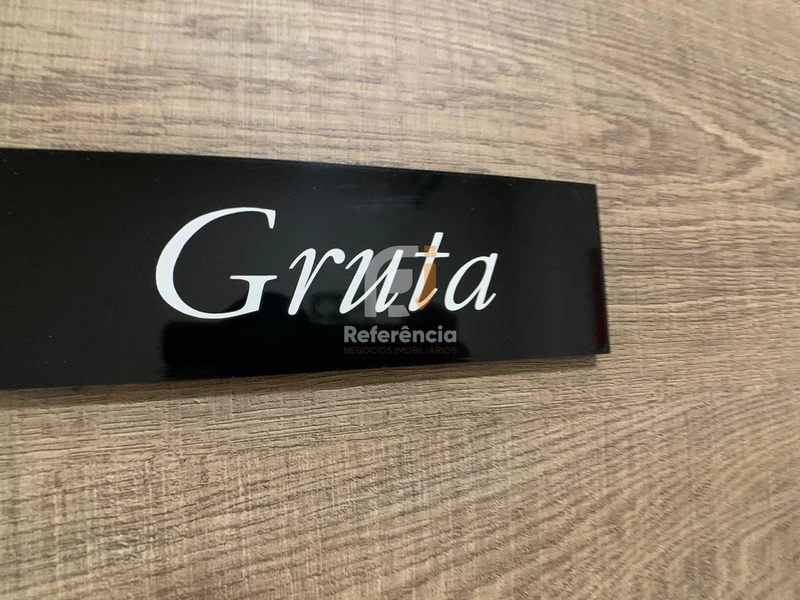 Gruta
Referência
NEGÓCIOS IMOBILIÁRIOS